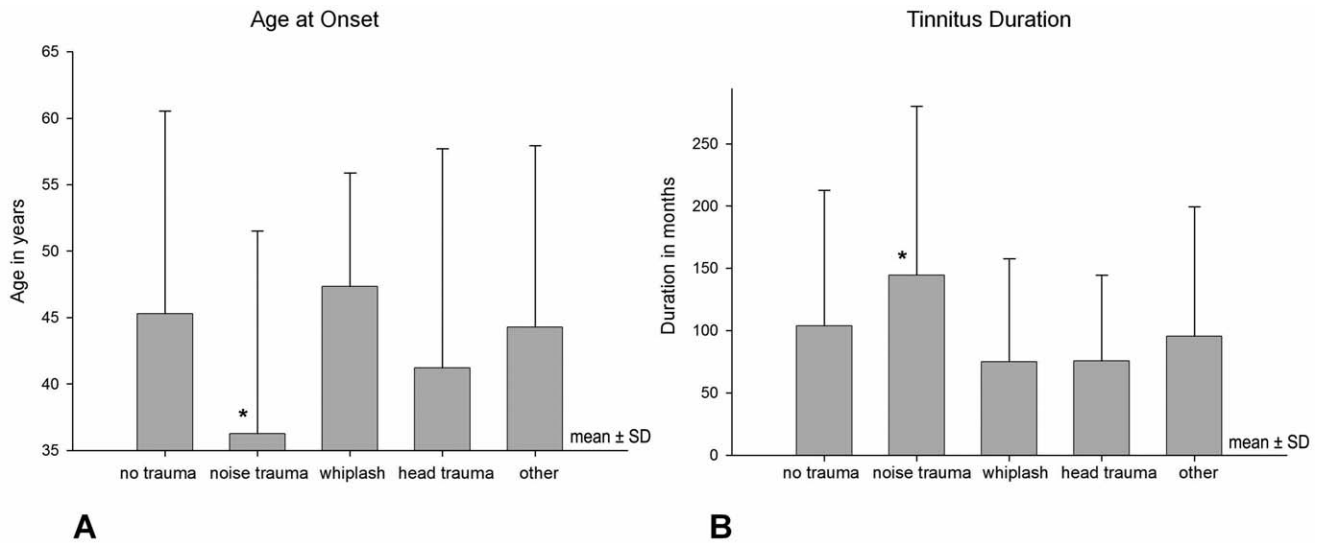 Age at Onset
Age in years
65
60
55
50
45
40
35
*
mean ± SD
no trauma noise trauma whiplash head trauma other
A
Tinnitus Duration
Duration in months
250
200
150
100
50
0
*
mean ± SD
no trauma noise trauma whiplash head trauma other
B